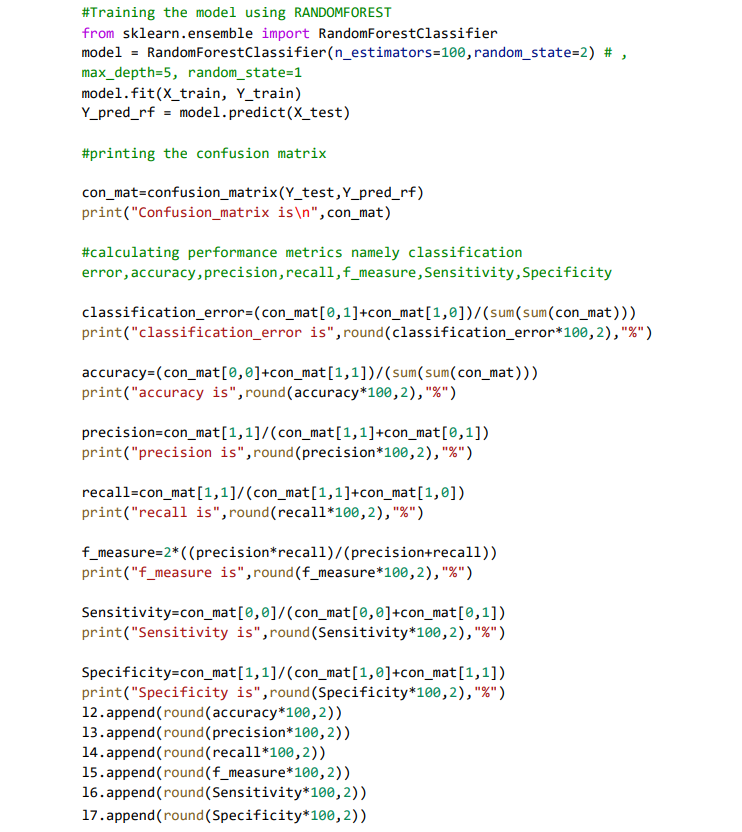 #Training the model using RANDOMFOREST
from sklearn.ensemble import RandomForestClassifier
model = RandomForestClassifier(n_estimators=100,random_state=2) # ,
max_depth=5, random_state=1
model.fit(X_train, Y_train)
Y_pred_rf = model.predict(X_test)
#printing the confusion matrix
con_mat=confusion_matrix(Y_test,Y_pred_rf)
print("Confusion_matrix is\n",con_mat)
#calculating performance metrics namely classification
error,accuracy,precision,recall,f_measure,Sensitivity,Specificity
classification_error=(con_mat[0,1]+con_mat[1,0])/(sum(sum(con_mat)))
print("classification_error is",round(classification_error*100,2),"%")
accuracy=(con_mat[0,0]+con_mat[1,1])/(sum(sum(con_mat)))
print("accuracy is",round(accuracy*100,2),"%")
precision=con_mat[1,1]/(con_mat[1,1]+con_mat[0,1])
print("precision is",round(precision*100,2),"%")
recall=con_mat[1,1]/(con_mat[1,1]+con_mat[1,0])
print("recall is",round(recall*100,2),"%")
f_measure=2*((precision*recall)/(precision+recall))
print("f_measure is",round(f_measure*100,2),"%")
Sensitivity=con_mat[0,0]/(con_mat[0,0]+con_mat[0,1])
print("Sensitivity is",round(Sensitivity*100,2),"%")
Specificity=con_mat[1,1]/(con_mat[1,0]+con_mat[1,1])
print("Specificity is",round(Specificity*100,2),"%")
l2.append(round(accuracy*100,2))
l3.append(round(precision*100,2))
l4.append(round(recall*100,2))
l5.append(round(f_measure*100,2))
l6.append(round(Sensitivity*100,2))
l7.append(round(Specificity*100,2))